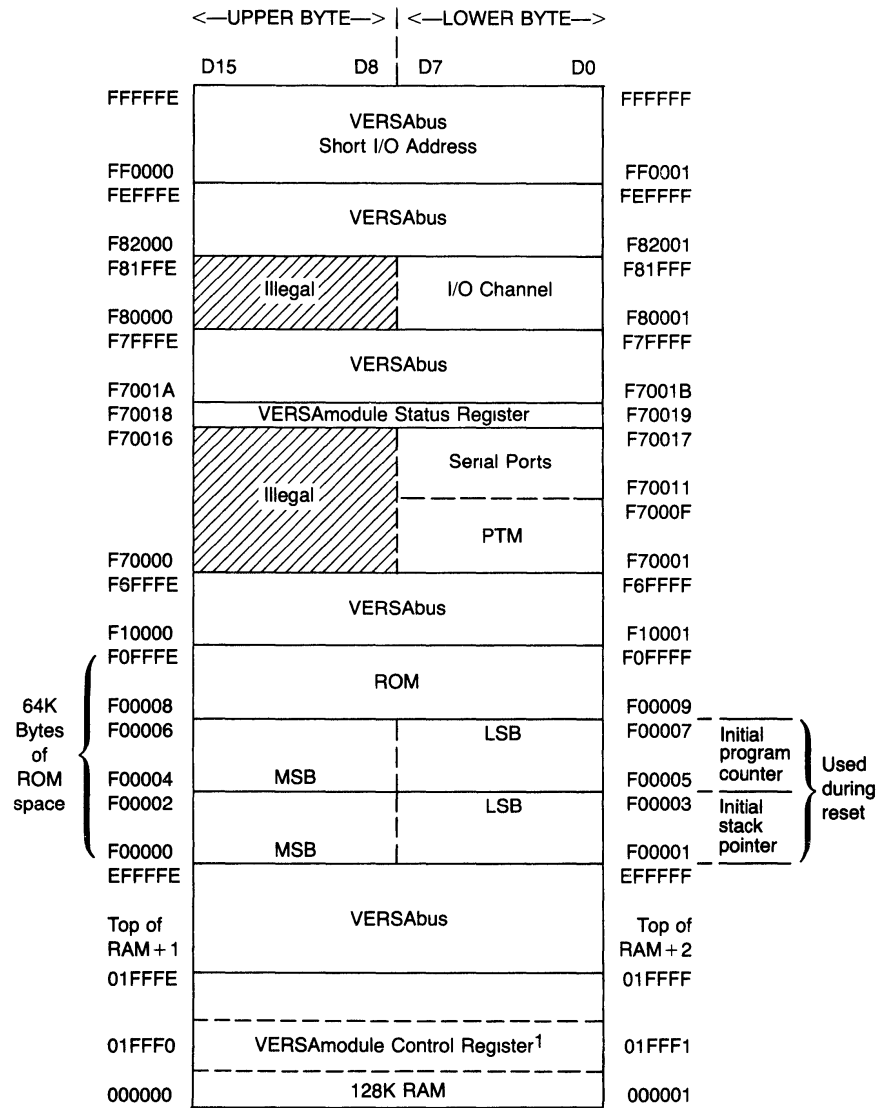 <—UPPER BYTE—> <—LOWER BYTE—>
D15 D8 D7 D0
FFFFFE FFFFFF
VERSAbus
Short I/O Address
FF0000 FF0001
FEFFFE FEFFFF
VERSAbus
F82000 F82001
F81FFE F81FFF
Illegal I/O Channel
F80000 F80001
F7FFFE F7FFFF
VERSAbus
F7001A F7001B
F70018 VERSAmodule Status Register F70019
F70016 F70017
Serial Ports
F70011
Illegal F7000F
PTM
F70000 F70001
F6FFFE F6FFFF
VERSAbus
F10000 F10001
F0FFFE F0FFFF
ROM
64K
Bytes
of
ROM
space
F00008 F00009
F00006 LSB F00007
F00004 MSB F00005
Initial
program
counter
F00002 LSB F00003
F00000 MSB F00001
Initial
stack
pointer
Used
during
reset
EFFFFE EFFFFF
VERSAbus
Top of Top of
RAM+1 RAM+2
01FFFE 01FFFF
01FFF0 VERSAmodule Control Register1 01FFF1
000000 128K RAM 000001